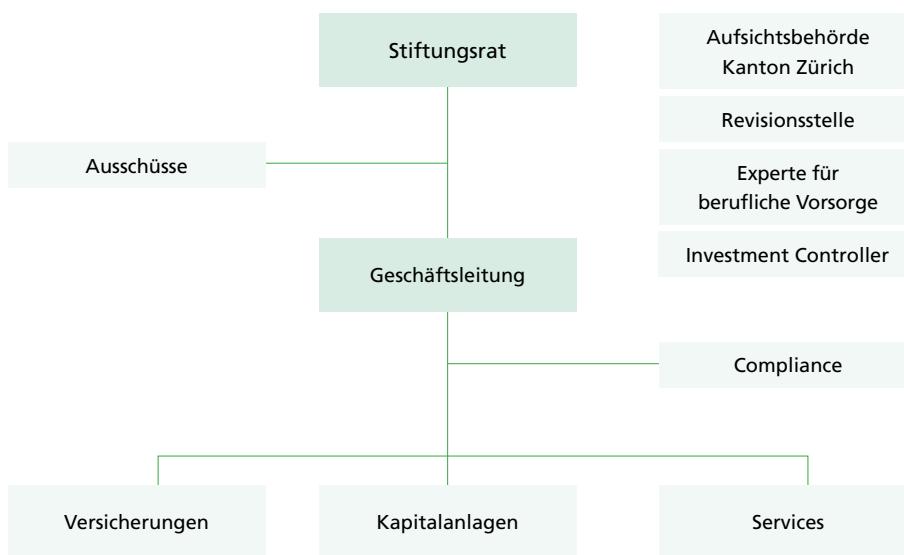 Stiftungsrat
Aufsichtsbehörde
Kanton Zürich
Revisionsstelle
Ausschüsse
Experte für
berufliche Vorsorge
Investment Controller
Geschäftsleitung
Compliance
Versicherungen
Kapitalanlagen
Services